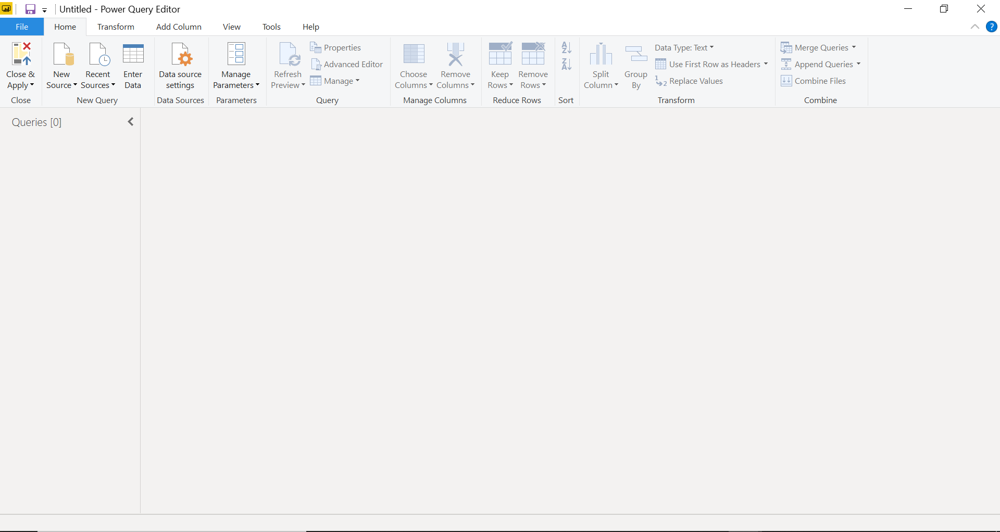 Untitled - Power Query Editor
File
Home
Transform
Add Column
View
Tools
Help
?
Close &
Apply
Close
New
Source
Recent
Sources
Enter
Data
New Query
Data source
settings
Data Sources
Manage
Parameters
Parameters
Refresh
Preview
Properties
Advanced Editor
Manage
Query
Choose
Columns
Remove
Columns
Manage Columns
Keep
Rows
Remove
Rows
Reduce Rows
A
Z
Z
A
Sort
Split
Column
Group
By
Data Type: Text
Use First Row as Headers
1
2
Replace Values
Transform
Merge Queries
Append Queries
Combine Files
Combine
Queries [0]